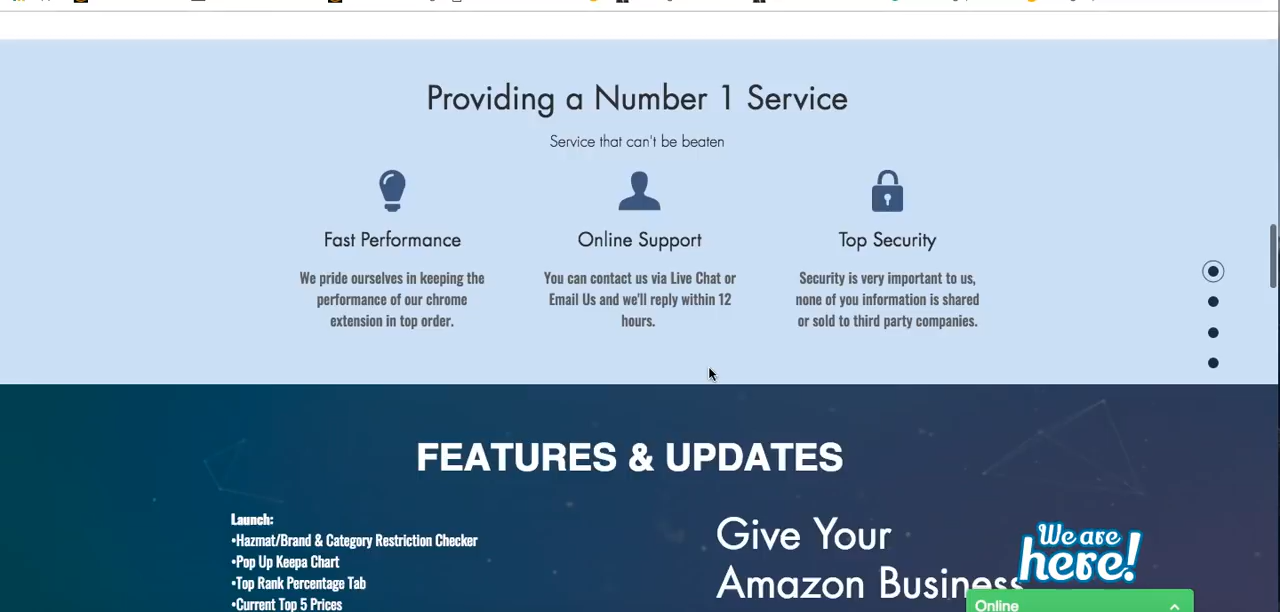 Providing a Number 1 Service
Service that can't be beaten
Fast Performance
We pride ourselves in keeping the
performance of our chrome
extension in top order.
Online Support
You can contact us via Live Chat or
Email Us and we'll reply within 12
hours.
Top Security
Security is very important to us,
none of you information is shared
or sold to third party companies.
FEATURES & UPDATES
Launch:
•Hazmat/Brand & Category Restriction Checker
•Pop Up Keepa Chart
•Top Rank Percentage Tab
•Current Top 5 Prices
Give Your
Amazon Business
We are
here!
Online